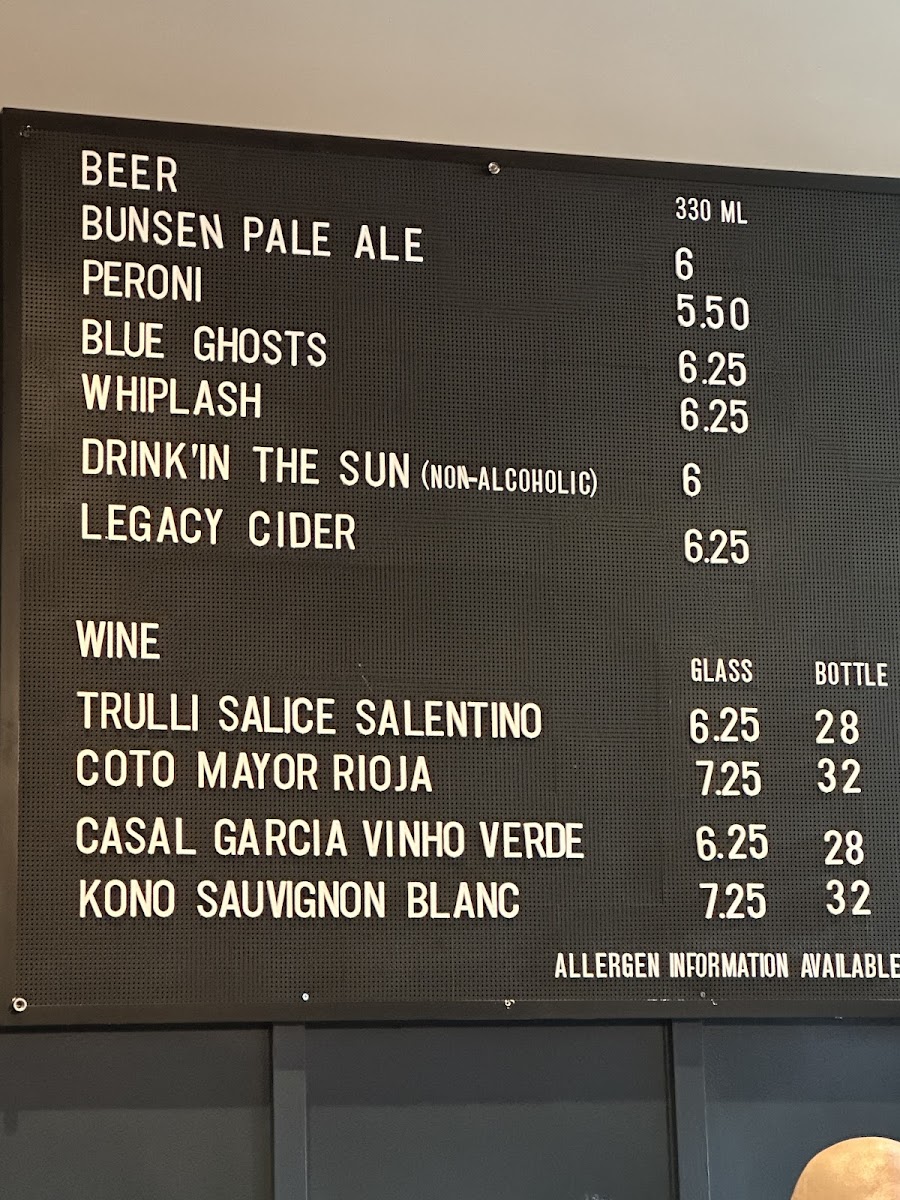 BEER 330 ML
BUNSEN PALE ALE 6
PERONI 5.50
BLUE GHOSTS 6.25
WHIPLASH 6.25
DRINK'IN THE SUN (NON-ALCOHOLIC) 6
LEGACY CIDER 6.25
WINE GLASS BOTTLE
TRULLI SALICE SALENTINO 6.25 28
COTO MAYOR RIOJA 7.25 32
CASAL GARCIA VINHO VERDE 6.25 28
KONO SAUVIGNON BLANC 7.25 32
ALLERGEN INFORMATION AVAILABLE